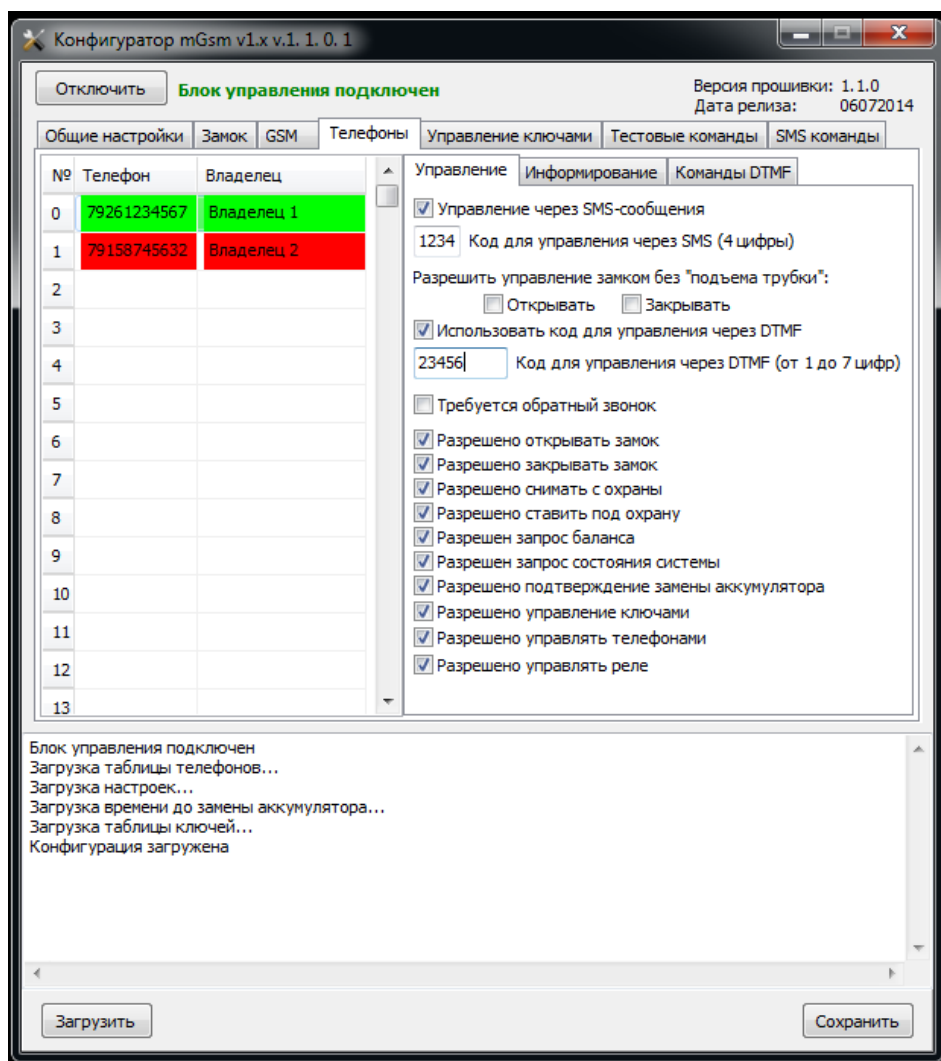 Конфигуратор mGsm v1.x v.1. 1. 0. 1
Отключить Блок управления подключен
Версия прошивки: 1.1.0
Дата релиза: 06072014
Общие настройки Замок GSM Телефоны Управление ключами Тестовые команды SMS команды
№ Телефон Владелец
0 79261234567 Владелец 1
1 79158745632 Владелец 2
2
3
4
5
6
7
8
9
10
11
12
13
Управление Информирование Команды DTMF
Управление через SMS-сообщения
1234 Код для управления через SMS (4 цифры)
Разрешить управление замком без "подъема трубки":
Открывать Закрывать
Использовать код для управления через DTMF
23456 Код для управления через DTMF (от 1 до 7 цифр)
Требуется обратный звонок
Разрешено открывать замок
Разрешено закрывать замок
Разрешено снимать с охраны
Разрешено ставить под охрану
Разрешен запрос баланса
Разрешен запрос состояния системы
Разрешено подтверждение замены аккумулятора
Разрешено управление ключами
Разрешено управлять телефонами
Разрешено управлять реле
Блок управления подключен
Загрузка таблицы телефонов...
Загрузка настроек...
Загрузка времени до замены аккумулятора...
Загрузка таблицы ключей...
Конфигурация загружена
Загрузить Сохранить